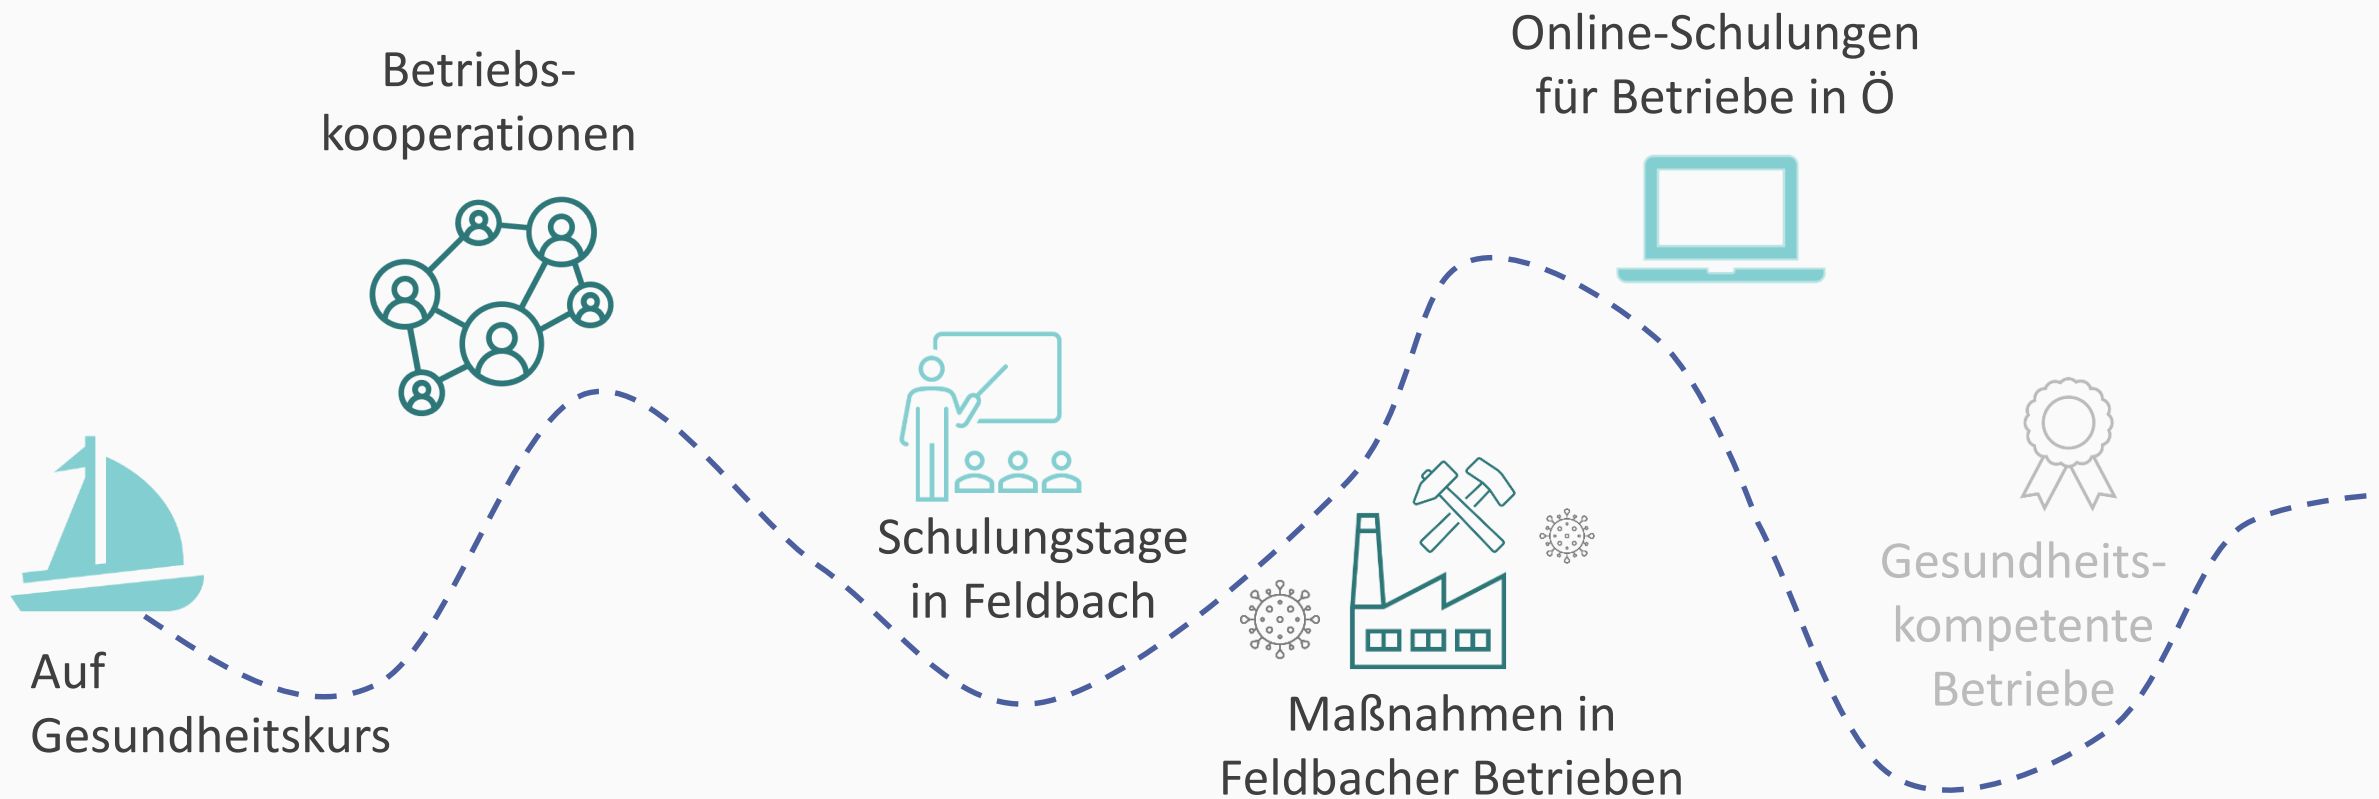 Auf
Gesundheitskurs
Betriebs-
kooperationen
Schulungstage
in Feldbach
Maßnahmen in
Feldbacher Betrieben
Online-Schulungen
für Betriebe in Ö
Gesundheits-
kompetente
Betriebe